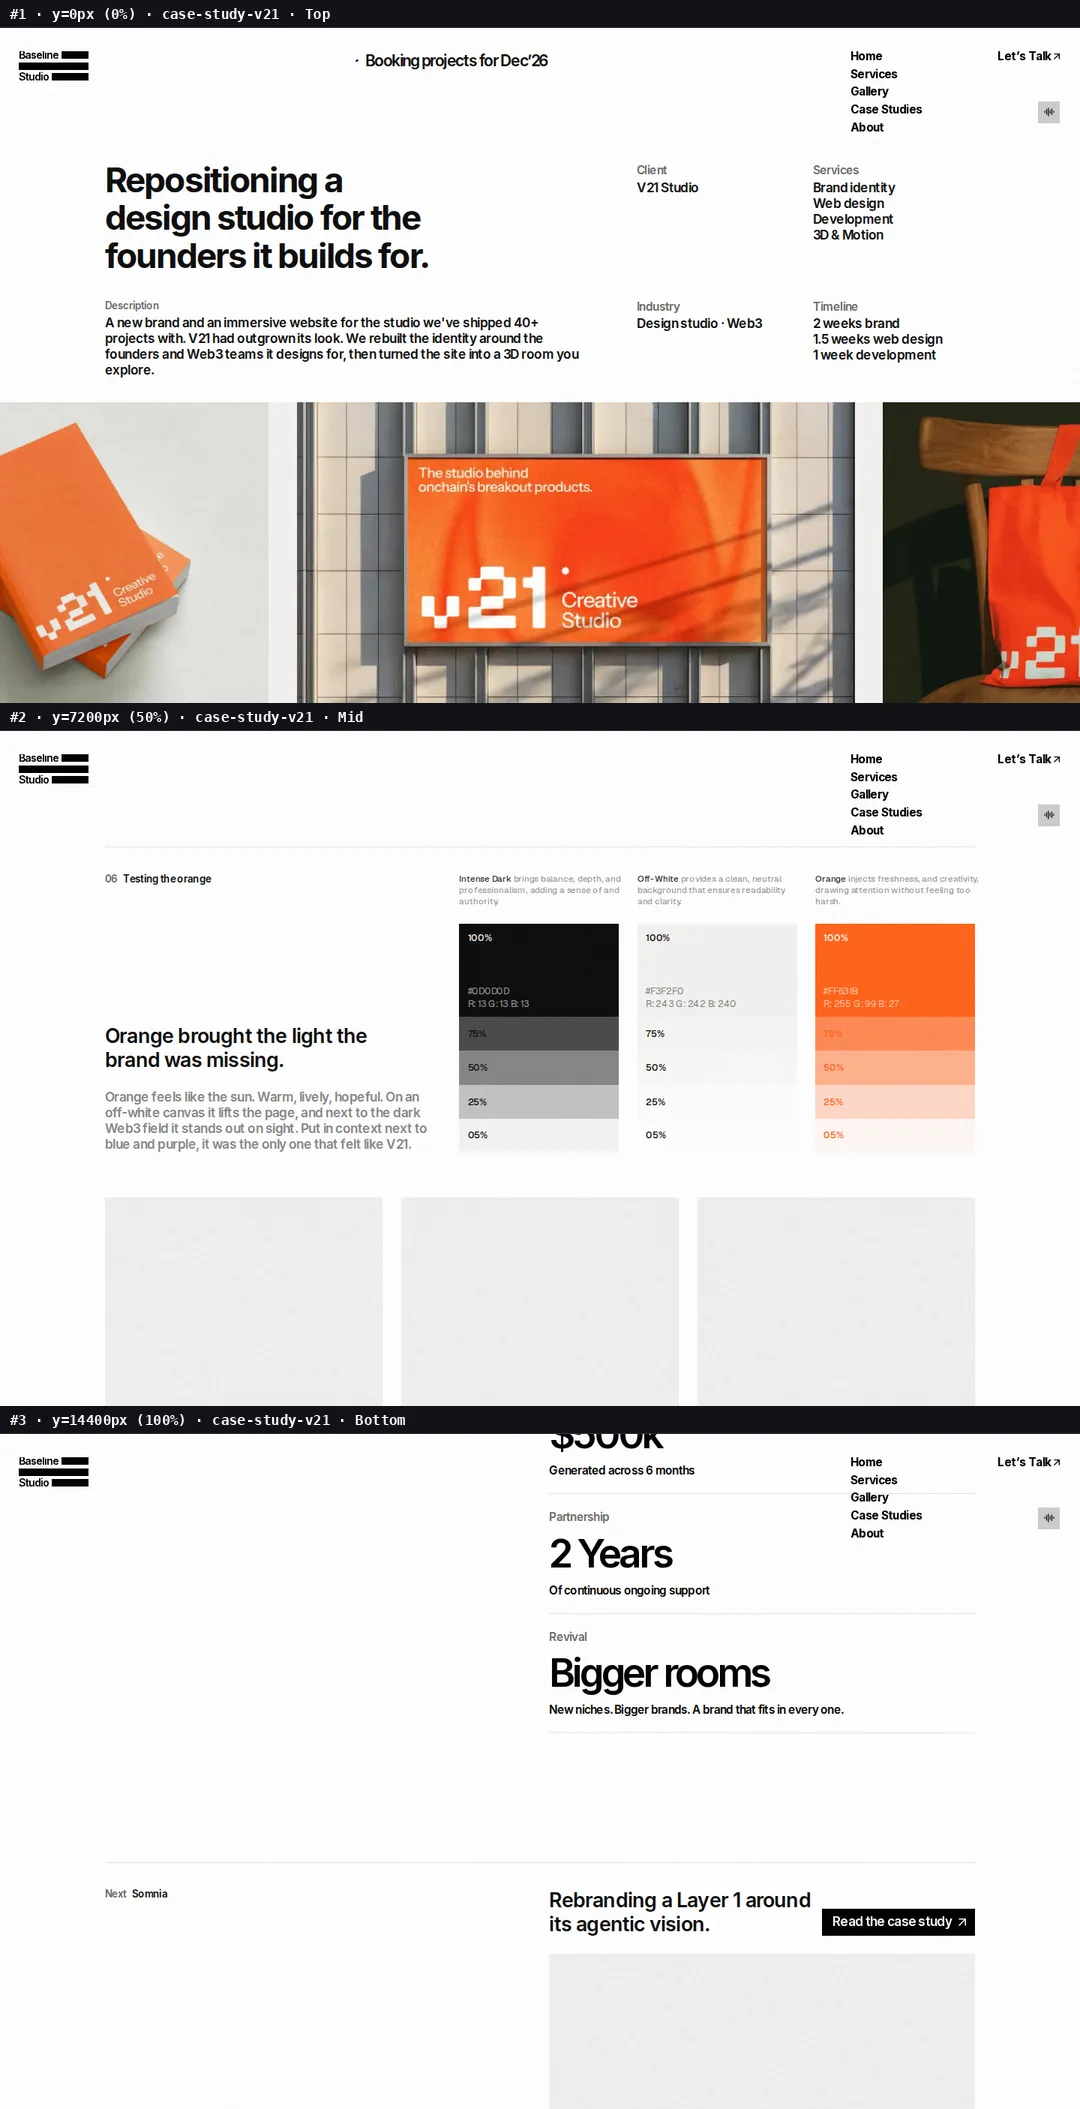 #1 · y=0px (0%) · case-study-v21 · Top
Baseline
Studio
· Booking projects for Dec'26
Home
Services
Gallery
Case Studies
About
Let's Talk↗
Repositioning a
design studio for the
founders it builds for.
Client
V21 Studio
Services
Brand identity
Web design
Development
3D & Motion
Description
A new brand and an immersive website for the studio we've shipped 40+
projects with. V21 had outgrown its look. We rebuilt the identity around the
founders and Web3 teams it designs for, then turned the site into a 3D room you
explore.
Industry
Design studio · Web3
Timeline
2 weeks brand
1.5 weeks web design
1 week development
v21 Creative
Studio
The studio behind
onchain's breakout products.
v21 Creative
Studio
v21
#2 · y=7200px (50%) · case-study-v21 · Mid
Baseline
Studio
Home
Services
Gallery
Case Studies
About
Let's Talk↗
06 Testing the orange
Orange brought the light the
brand was missing.
Orange feels like the sun. Warm, lively, hopeful. On an
off-white canvas it lifts the page, and next to the dark
Web3 field it stands out on sight. Put in context next to
blue and purple, it was the only one that felt like V21.
Intense Dark brings balance, depth, and
professionalism, adding a sense of and
authority.
100%
#0D0D0D
R: 13 G: 13 B: 13
75%
50%
25%
05%
Off-White provides a clean, neutral
background that ensures readability
and clarity.
100%
#F3F2F0
R: 243 G: 242 B: 240
75%
50%
25%
05%
Orange injects freshness, and creativity,
drawing attention without feeling too
harsh.
100%
#FF631B
R: 255 G: 99 B: 27
75%
50%
25%
05%
#3 · y=14400px (100%) · case-study-v21 · Bottom
Baseline
Studio
Home
Services
Gallery
Case Studies
About
Let's Talk↗
$500k
Generated across 6 months
Partnership
2 Years
Of continuous ongoing support
Revival
Bigger rooms
New niches. Bigger brands. A brand that fits in every one.
Next Somnia
Rebranding a Layer 1 around
its agentic vision.
Read the case study ↗